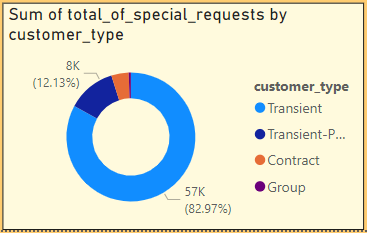 Sum of total_of_special_requests by
customer_type
8K
(12.13%)
57K
(82.97%)
customer_type
Transient
Transient-P...
Contract
Group